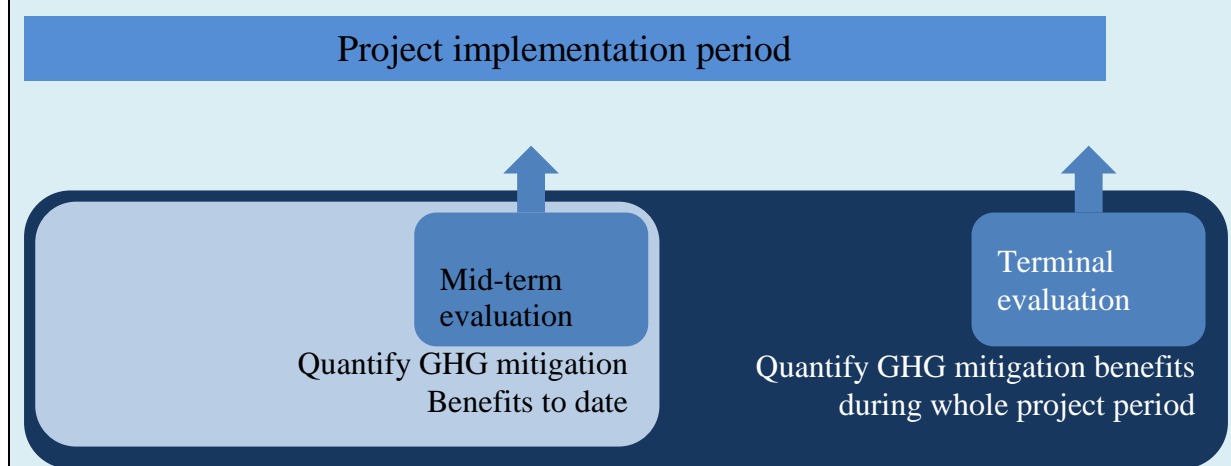 Project implementation period
Mid-term
evaluation
Quantify GHG mitigation
Benefits to date
Terminal
evaluation
Quantify GHG mitigation benefits
during whole project period